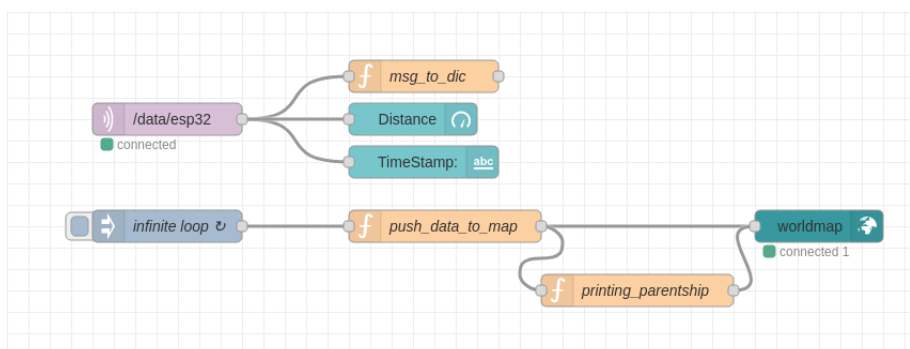 msg_to_dic
/data/esp32
Distance
connected
TimeStamp:
abc
infinite loop ↻
push_data_to_map
worldmap
connected 1
printing_parentship